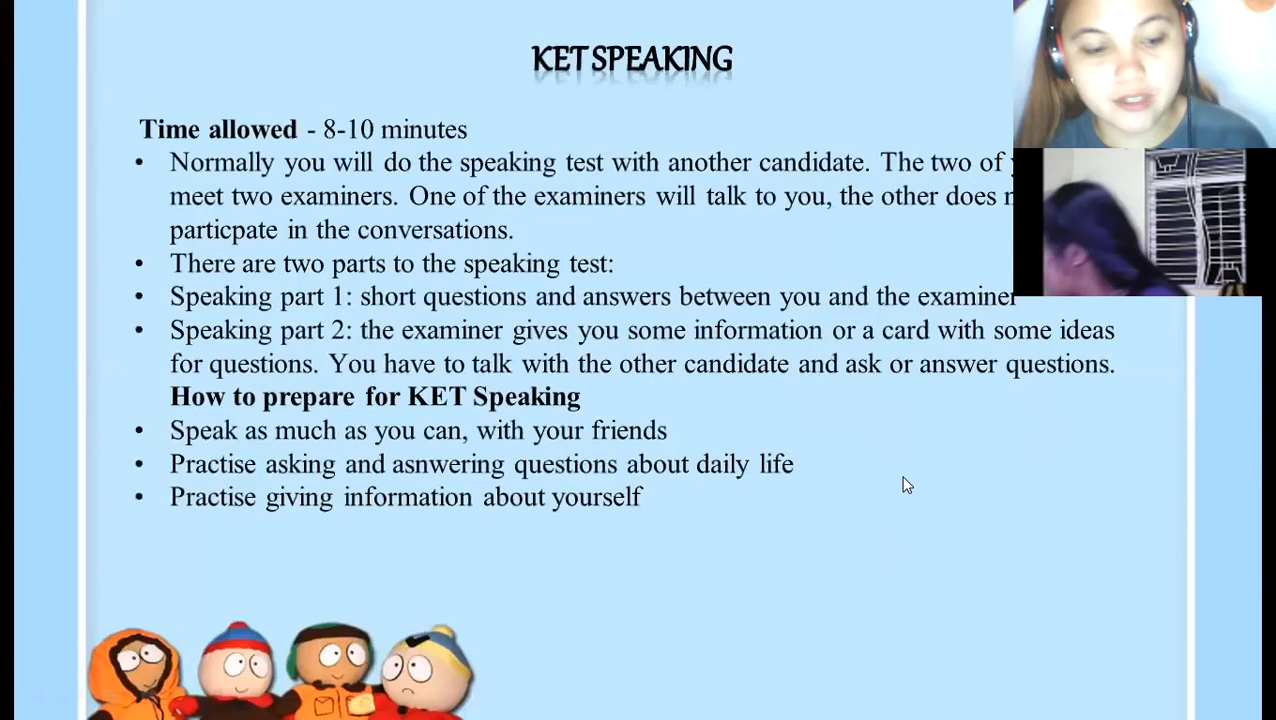 KET SPEAKING
Time allowed - 8-10 minutes
• Normally you will do the speaking test with another candidate. The two of
meet two examiners. One of the examiners will talk to you, the other does
particpate in the conversations.
• There are two parts to the speaking test:
• Speaking part 1: short questions and answers between you and the examiner
• Speaking part 2: the examiner gives you some information or a card with some ideas
for questions. You have to talk with the other candidate and ask or answer questions.
How to prepare for KET Speaking
• Speak as much as you can, with your friends
• Practise asking and asnwering questions about daily life
• Practise giving information about yourself